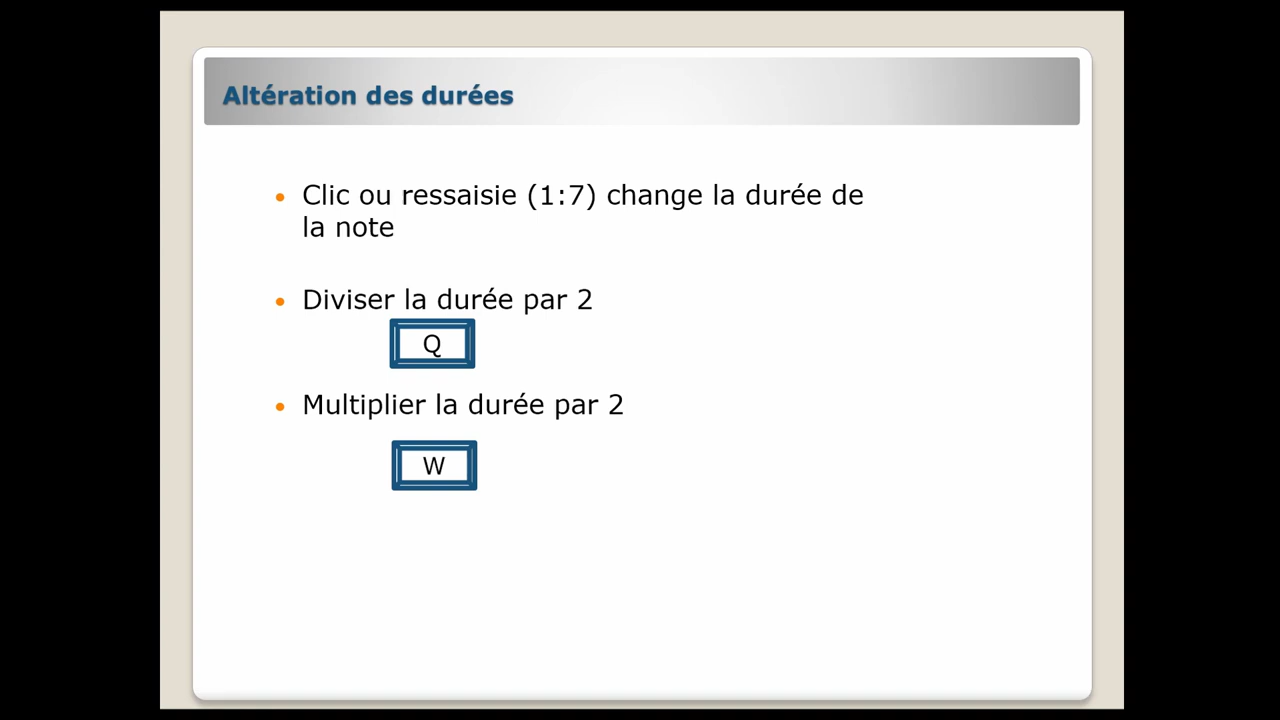 Altération des durées
• Clic ou ressaisie (1:7) change la durée de
la note
• Diviser la durée par 2
Q
• Multiplier la durée par 2
W